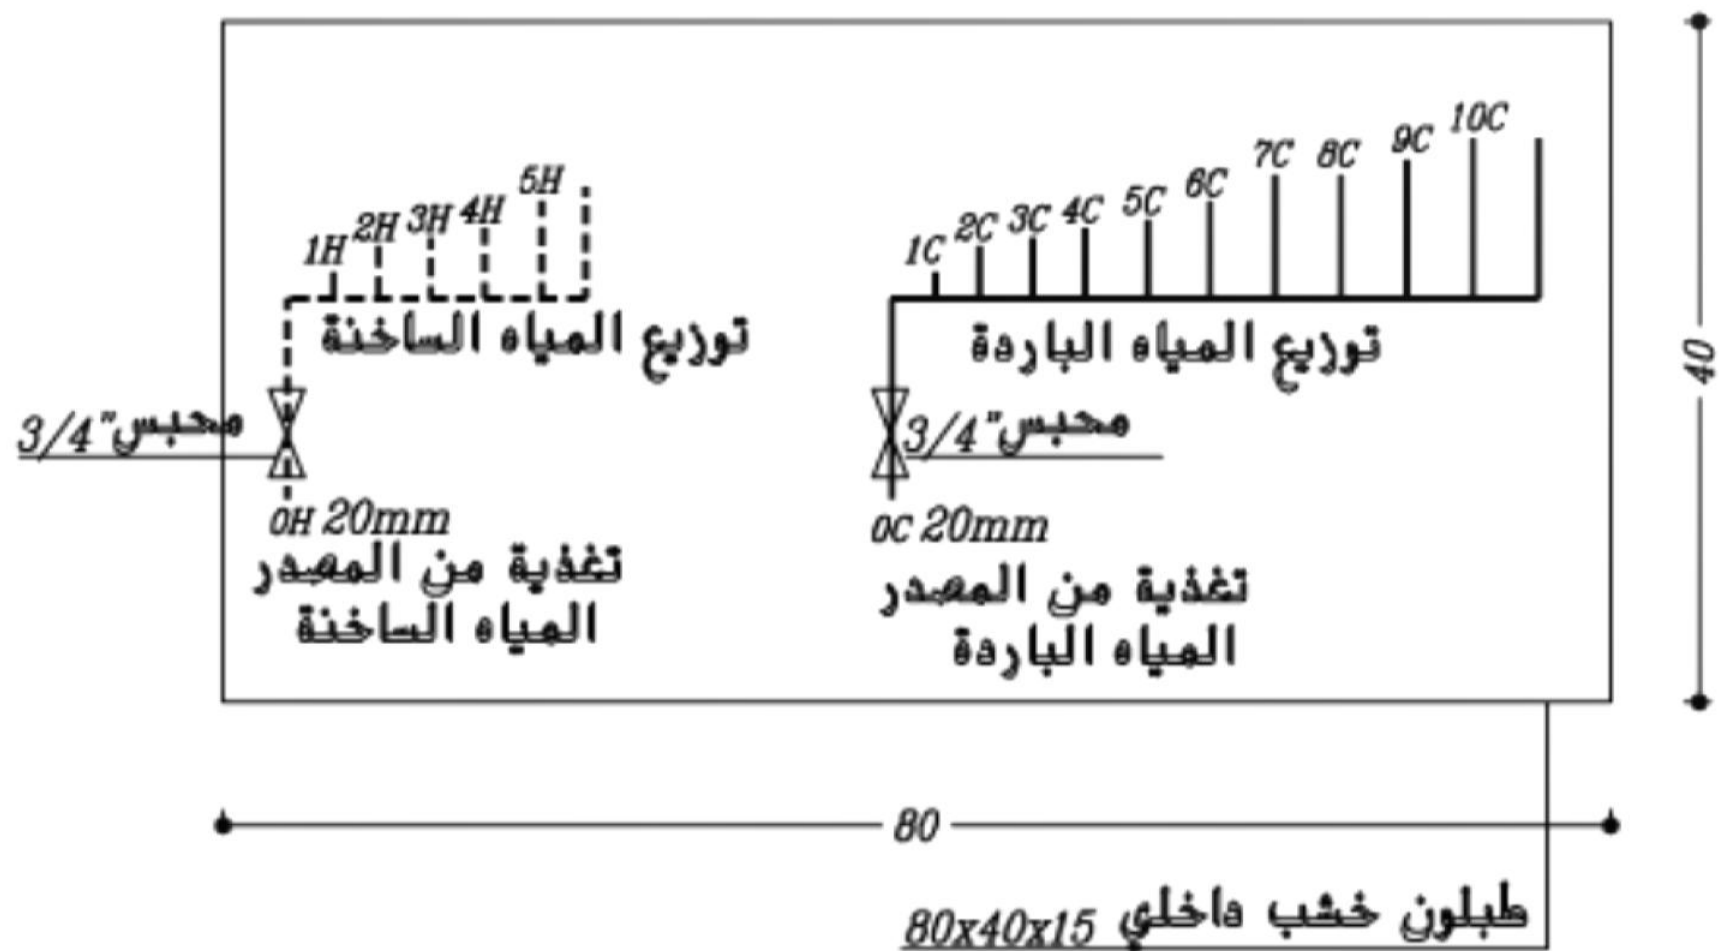 10C
9C
7C 8C
6C
5C
4C
3C
2C
1C
5H
4H
3H
2H
1H
توزيع المياه الساخنة
توزيع المياه الباردة
40
3/4" محبس
3/4" محبس
0H 20mm
تغذية من المصدر
المياه الساخنة
0C 20mm
تغذية من المصدر
المياه الباردة
80
80x40x15 طبلون خشب داخلي